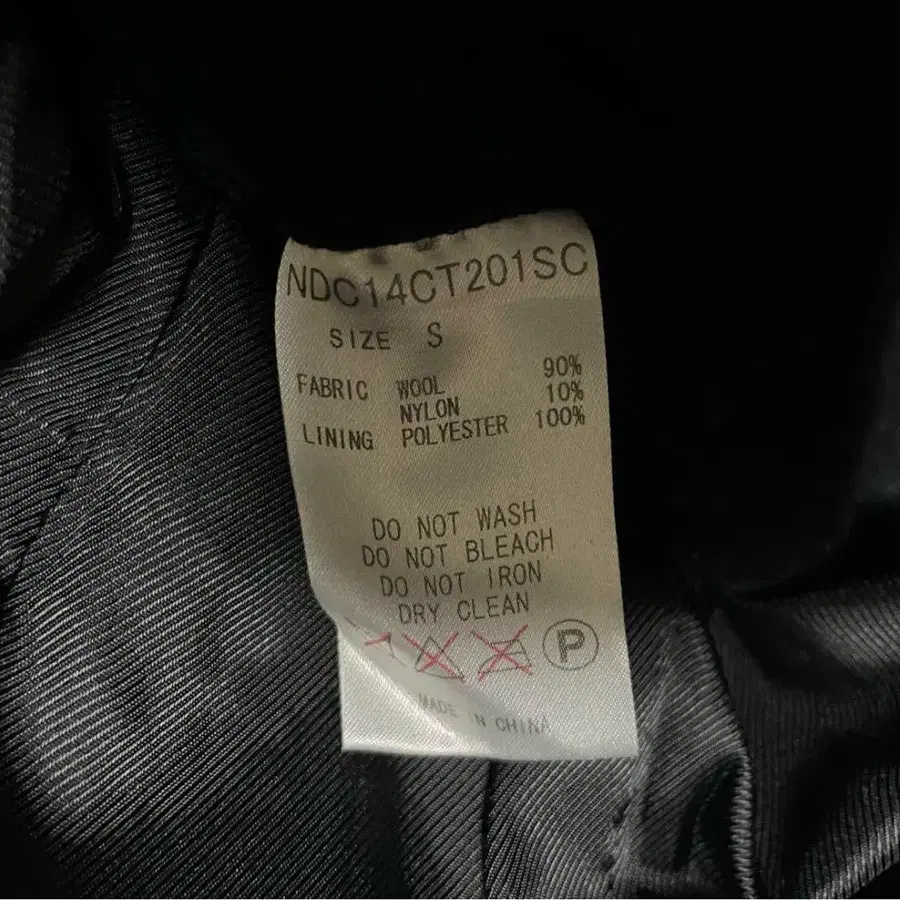 NDC14CT201SC
SIZE S
FABRIC WOOL 90%
NYLON 10%
LINING POLYESTER 100%
DO NOT WASH
DO NOT BLEACH
DO NOT IRON
DRY CLEAN
P
MADE IN CHINA